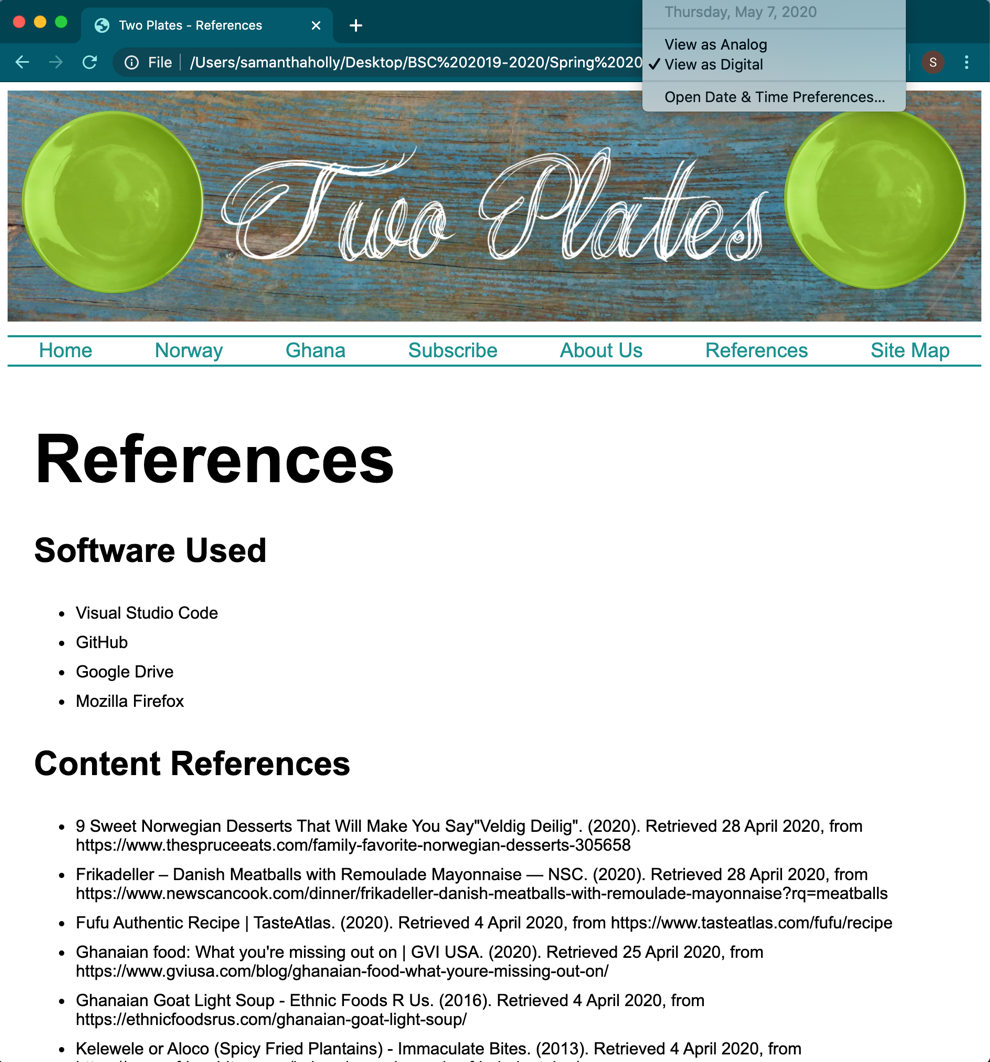 Two Plates - References
Thursday, May 7, 2020
View as Analog
✓ View as Digital
Open Date & Time Preferences...
File
/Users/samanthaholly/Desktop/BSC%202019-2020/Spring%2020
S
Two Plates
Home Norway Ghana Subscribe About Us References Site Map
References
Software Used
• Visual Studio Code
• GitHub
• Google Drive
• Mozilla Firefox
Content References
• 9 Sweet Norwegian Desserts That Will Make You Say"Veldig Deilig". (2020). Retrieved 28 April 2020, from
https://www.thespruceeats.com/family-favorite-norwegian-desserts-305658
• Frikadeller – Danish Meatballs with Remoulade Mayonnaise — NSC. (2020). Retrieved 28 April 2020, from
https://www.newscancook.com/dinner/frikadeller-danish-meatballs-with-remoulade-mayonnaise?rq=meatballs
• Fufu Authentic Recipe | TasteAtlas. (2020). Retrieved 4 April 2020, from https://www.tasteatlas.com/fufu/recipe
• Ghanaian food: What you're missing out on | GVI USA. (2020). Retrieved 25 April 2020, from
https://www.gviusa.com/blog/ghanaian-food-what-youre-missing-out-on/
• Ghanaian Goat Light Soup - Ethnic Foods R Us. (2016). Retrieved 4 April 2020, from
https://ethnicfoodsrus.com/ghanaian-goat-light-soup/
• Kelewele or Aloco (Spicy Fried Plantains) - Immaculate Bites. (2013). Retrieved 4 April 2020, from